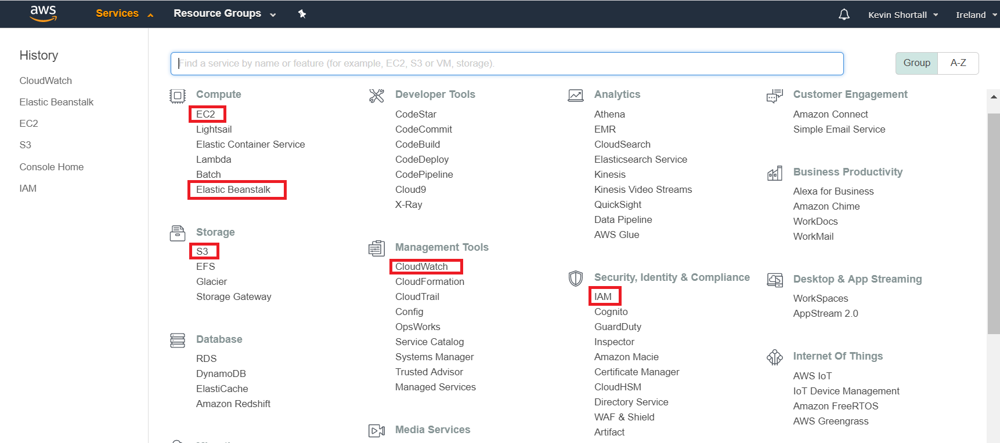 aws
Services
Resource Groups
Kevin Shortall
Ireland
History
CloudWatch
Elastic Beanstalk
EC2
S3
Console Home
IAM
Find a service by name or feature (for example, EC2, S3 or VM, storage).
Group
A-Z
Compute
EC2
Lightsail
Elastic Container Service
Lambda
Batch
Elastic Beanstalk
Storage
S3
EFS
Glacier
Storage Gateway
Database
RDS
DynamoDB
ElastiCache
Amazon Redshift
Developer Tools
CodeStar
CodeCommit
CodeBuild
CodeDeploy
CodePipeline
Cloud9
X-Ray
Management Tools
CloudWatch
CloudFormation
CloudTrail
Config
OpsWorks
Service Catalog
Systems Manager
Trusted Advisor
Managed Services
Media Services
Analytics
Athena
EMR
CloudSearch
Elasticsearch Service
Kinesis
Kinesis Video Streams
QuickSight
Data Pipeline
AWS Glue
Security, Identity & Compliance
IAM
Cognito
GuardDuty
Inspector
Amazon Macie
Certificate Manager
CloudHSM
Directory Service
WAF & Shield
Artifact
Customer Engagement
Amazon Connect
Simple Email Service
Business Productivity
Alexa for Business
Amazon Chime
WorkDocs
WorkMail
Desktop & App Streaming
WorkSpaces
AppStream 2.0
Internet Of Things
AWS IoT
IoT Device Management
Amazon FreeRTOS
AWS Greengrass